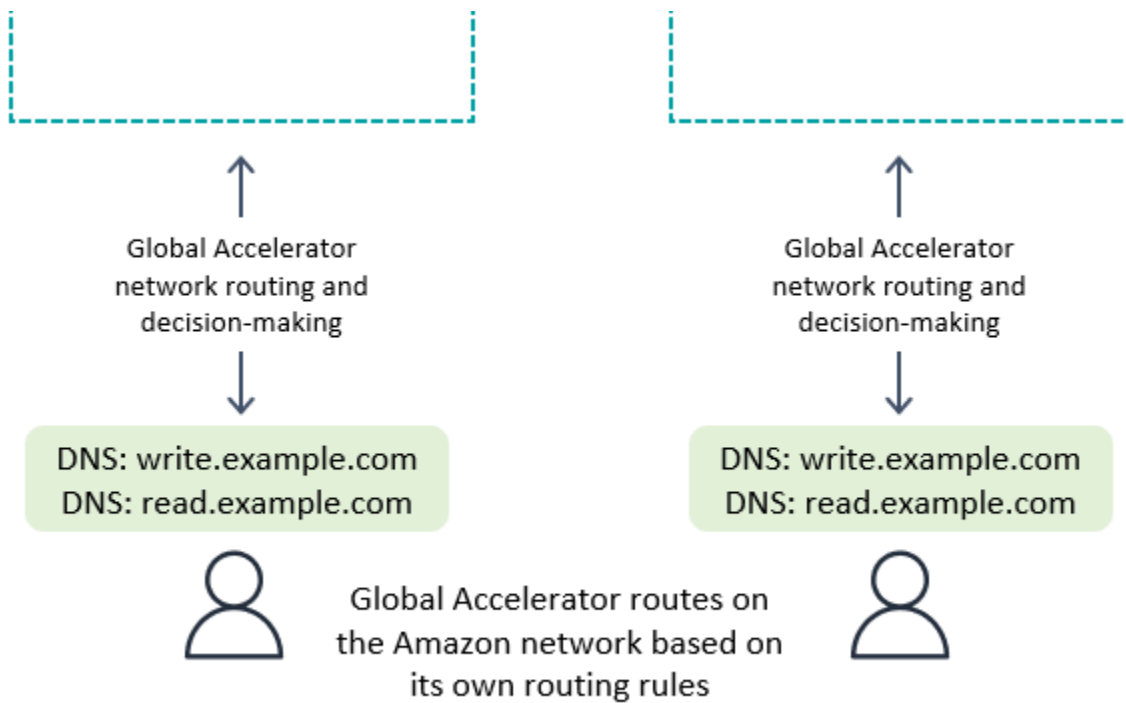 Global Accelerator
network routing and
decision-making
Global Accelerator
network routing and
decision-making
DNS: write.example.com
DNS: read.example.com
DNS: write.example.com
DNS: read.example.com
Global Accelerator routes on
the Amazon network based on
its own routing rules